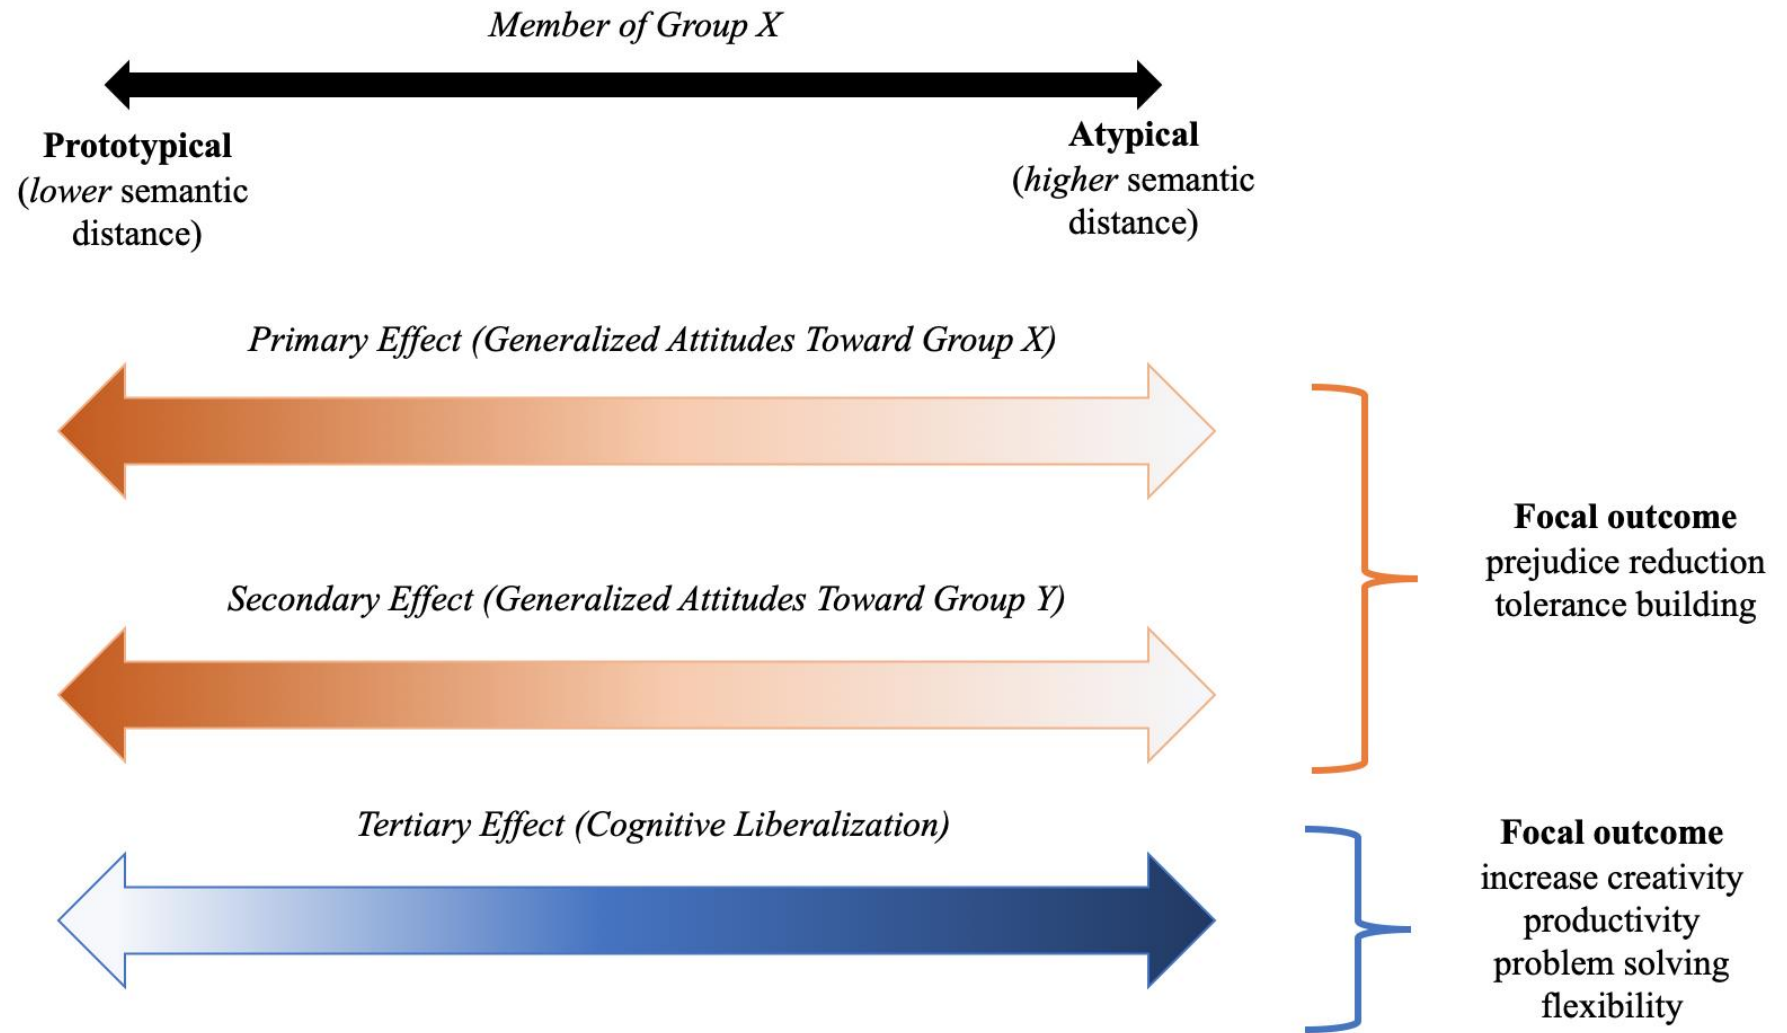 Member of Group X
Prototypical
(lower semantic
distance)
Atypical
(higher semantic
distance)
Primary Effect (Generalized Attitudes Toward Group X)
Secondary Effect (Generalized Attitudes Toward Group Y)
Focal outcome
prejudice reduction
tolerance building
Tertiary Effect (Cognitive Liberalization)
Focal outcome
increase creativity
productivity
problem solving
flexibility